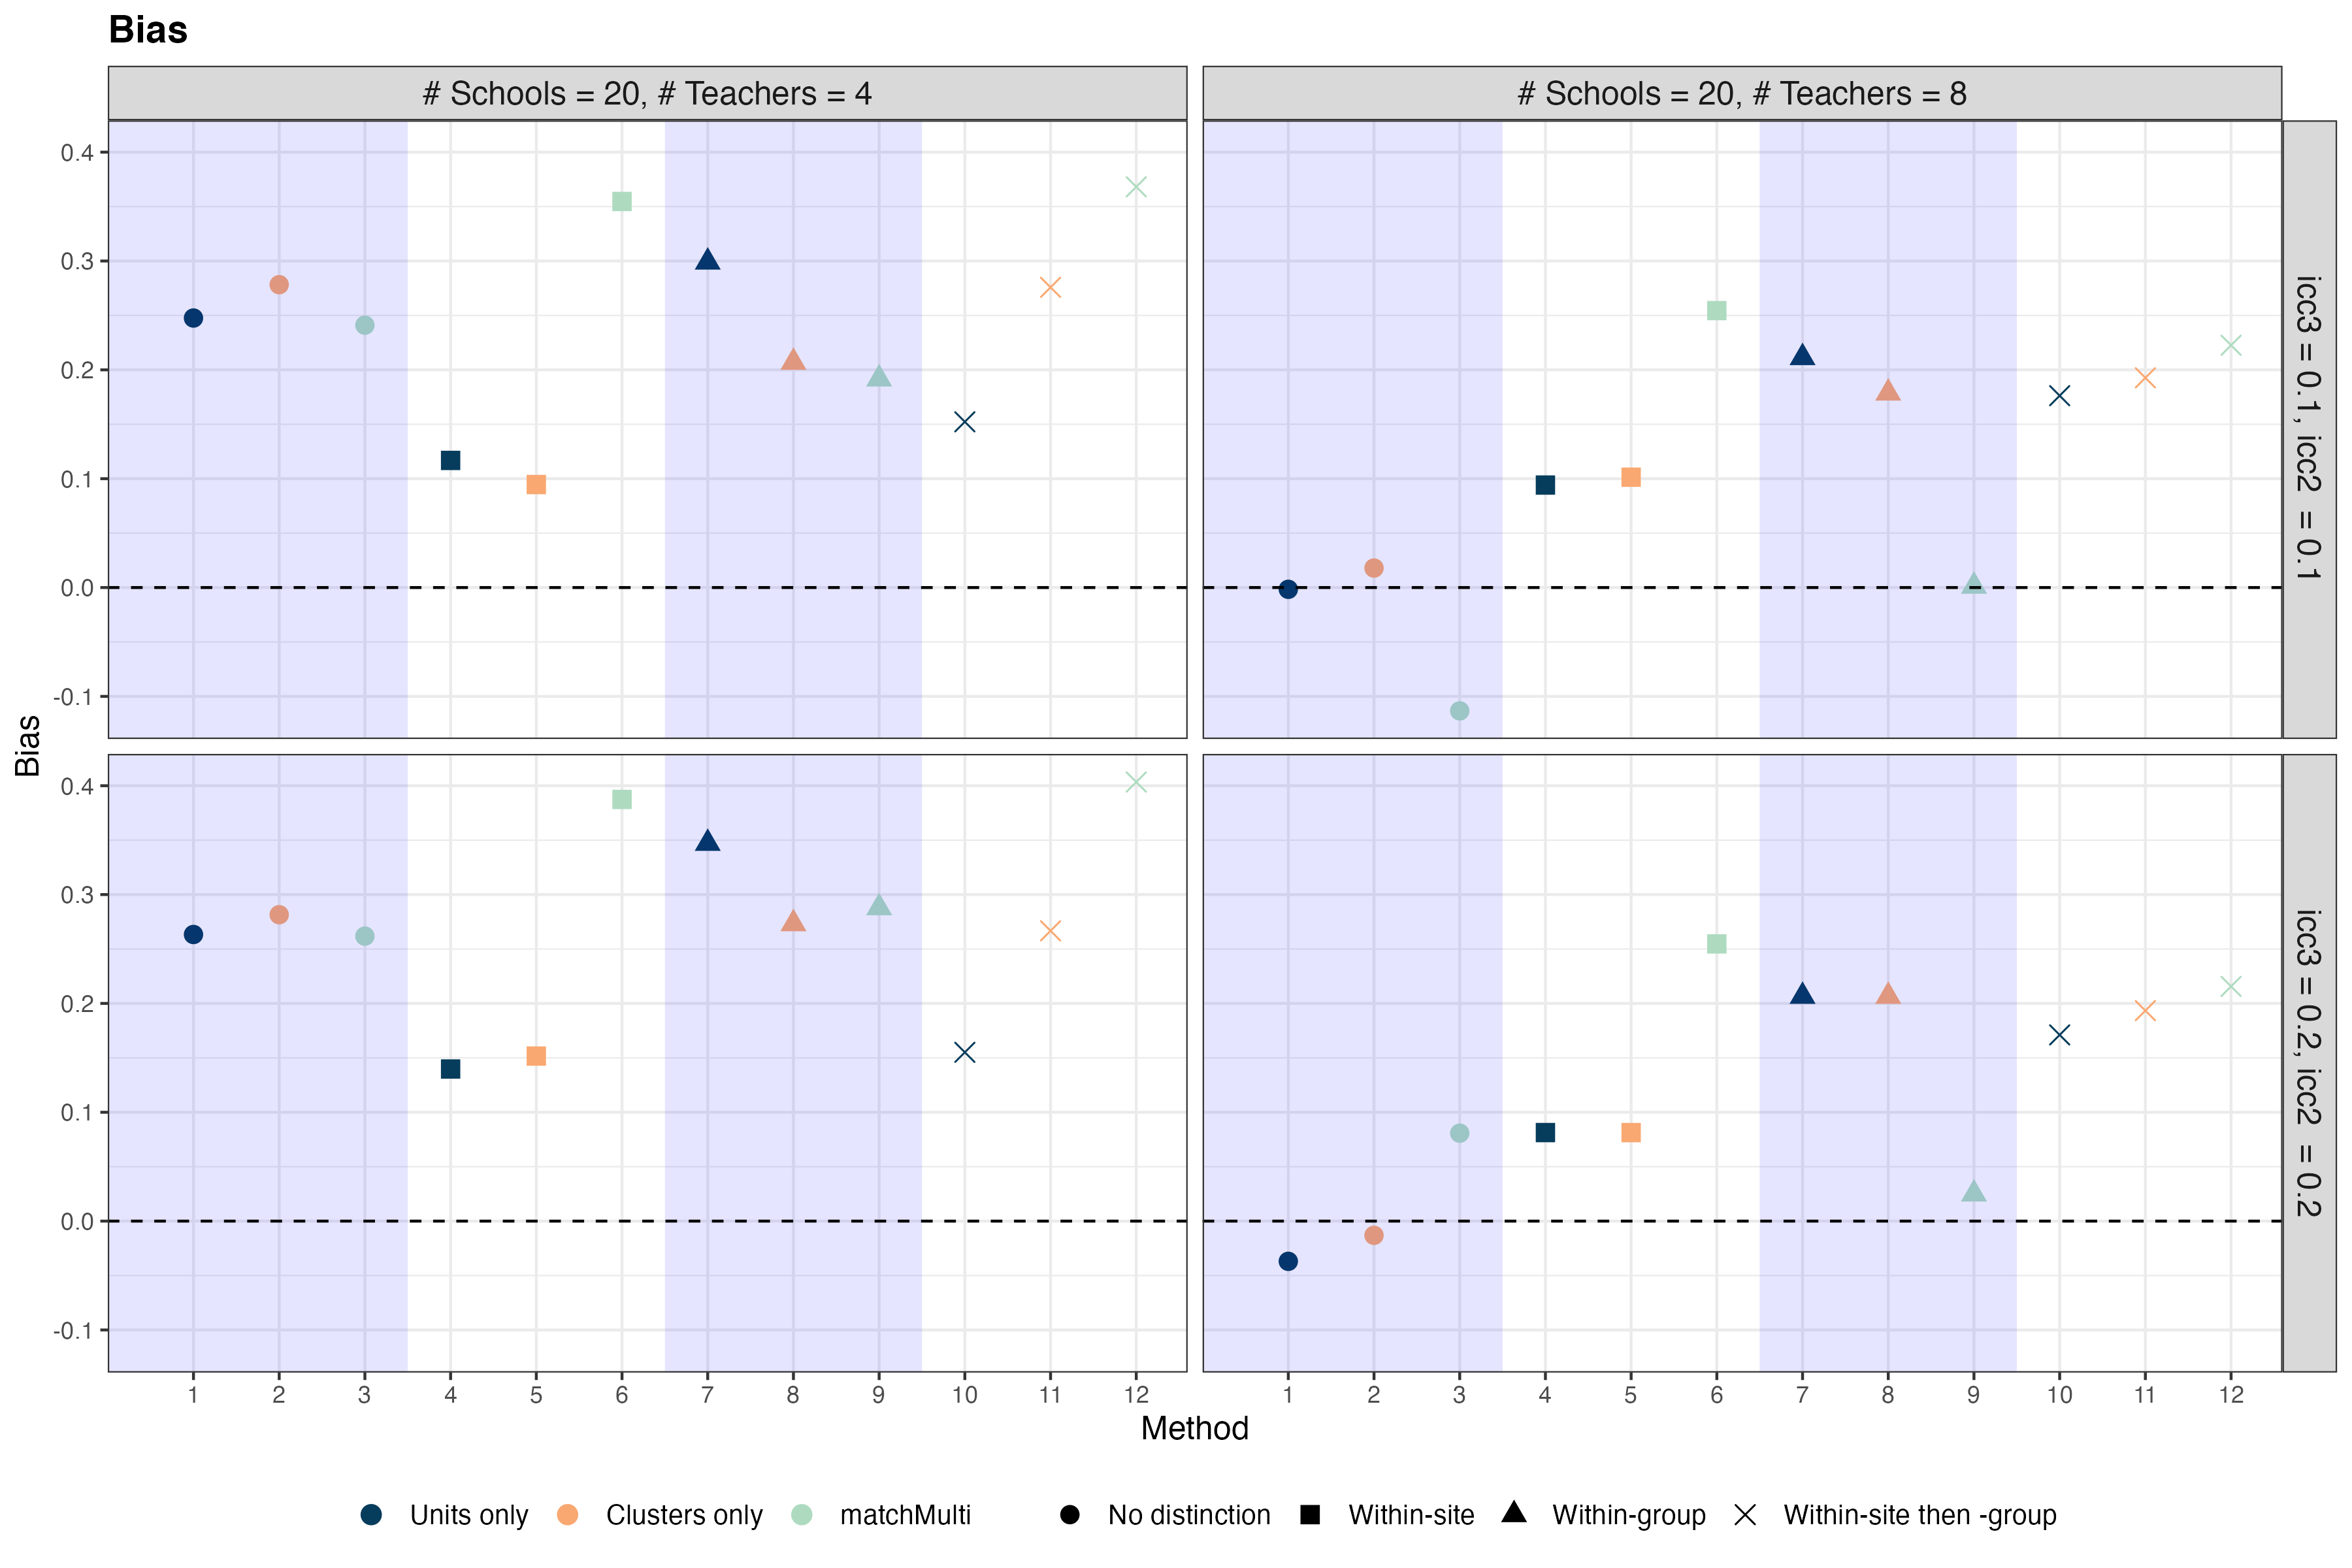 Bias
# Schools = 20, # Teachers = 4
# Schools = 20, # Teachers = 8
0.4
0.3
0.2
0.1
0.0
-0.1
icc3 = 0.1, icc2 = 0.1
Bias
0.4
0.3
0.2
0.1
0.0
-0.1
icc3 = 0.2, icc2 = 0.2
1 2 3 4 5 6 7 8 9 10 11 12
1 2 3 4 5 6 7 8 9 10 11 12
Method
Units only Clusters only matchMulti No distinction Within-site Within-group Within-site then -group